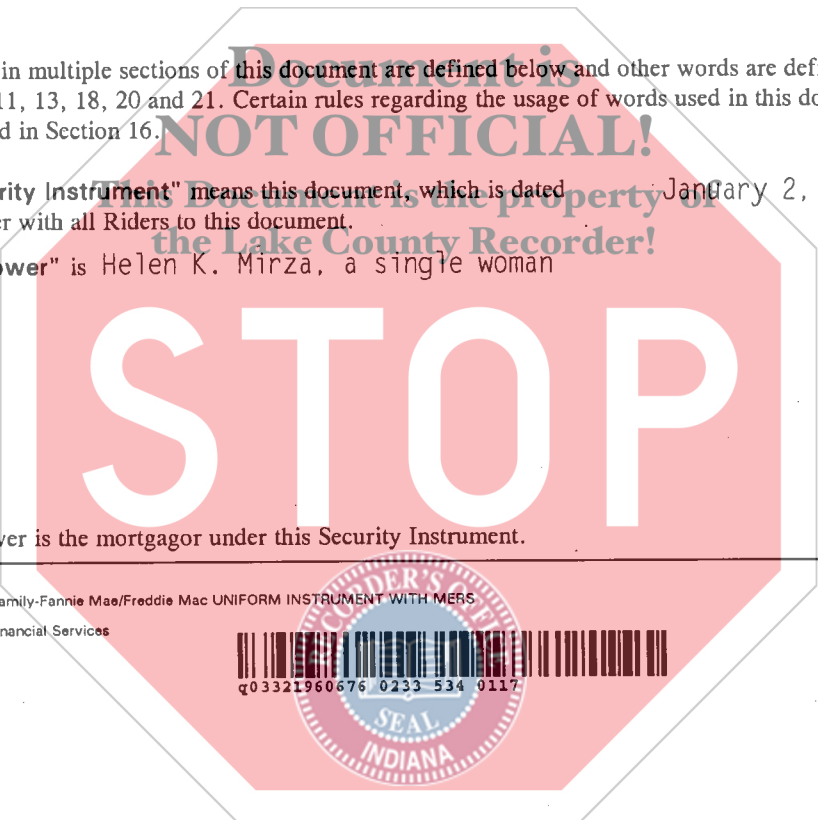 Document is
in multiple sections of this document are defined below and other words are defi
11, 13, 18, 20 and 21. Certain rules regarding the usage of words used in this do
d in Section 16.
NOT OFFICIAL!
rity Instrument" means this document, which is dated January 2,
This Document is the property of
er with all Riders to this document.
the Lake County Recorder!
ower" is Helen K. Mirza, a single woman
STOP
ver is the mortgagor under this Security Instrument.
amily-Fannie Mae/Freddie Mac UNIFORM INSTRUMENT WITH MERS
nancial Services
q03321960676 0233 534 0117
RECORDER'S OFFICE
SEAL
INDIANA